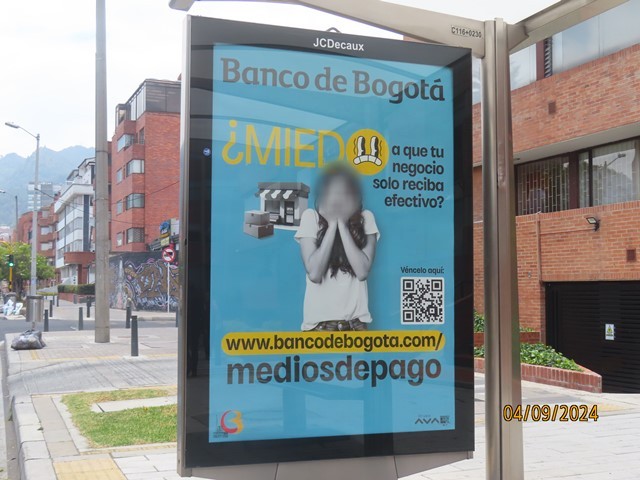 C116+0230
JCDecaux
Banco de Bogotá
¿MIEDO
a que tu
negocio
solo reciba
efectivo?
Véncelo aquí:
www.bancodebogota.com/
mediosdepago
AVAL
04/09/2024